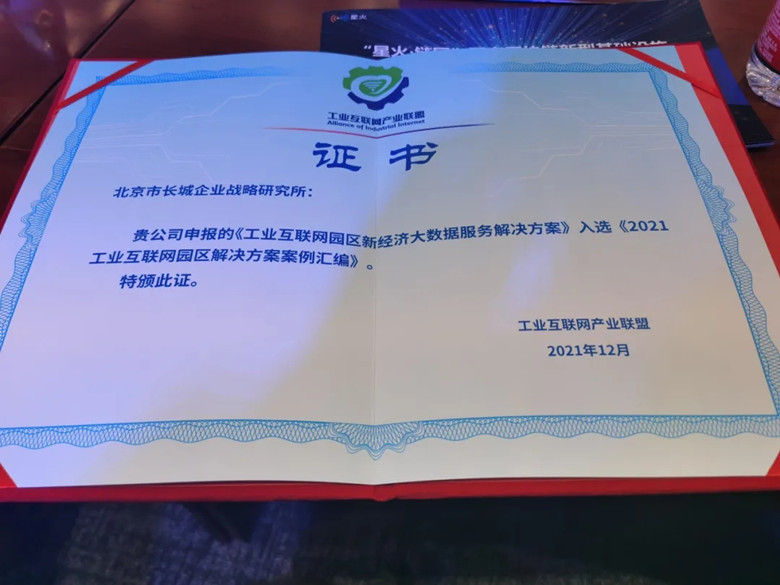 星火
工业互联网产业联盟
Alliance of Industrial Internet
证书
北京市长城企业战略研究所：
贵公司申报的《工业互联网园区新经济大数据服务解决方案》入选《2021
工业互联网园区解决方案案例汇编》。
特颁此证。
工业互联网产业联盟
2021年12月